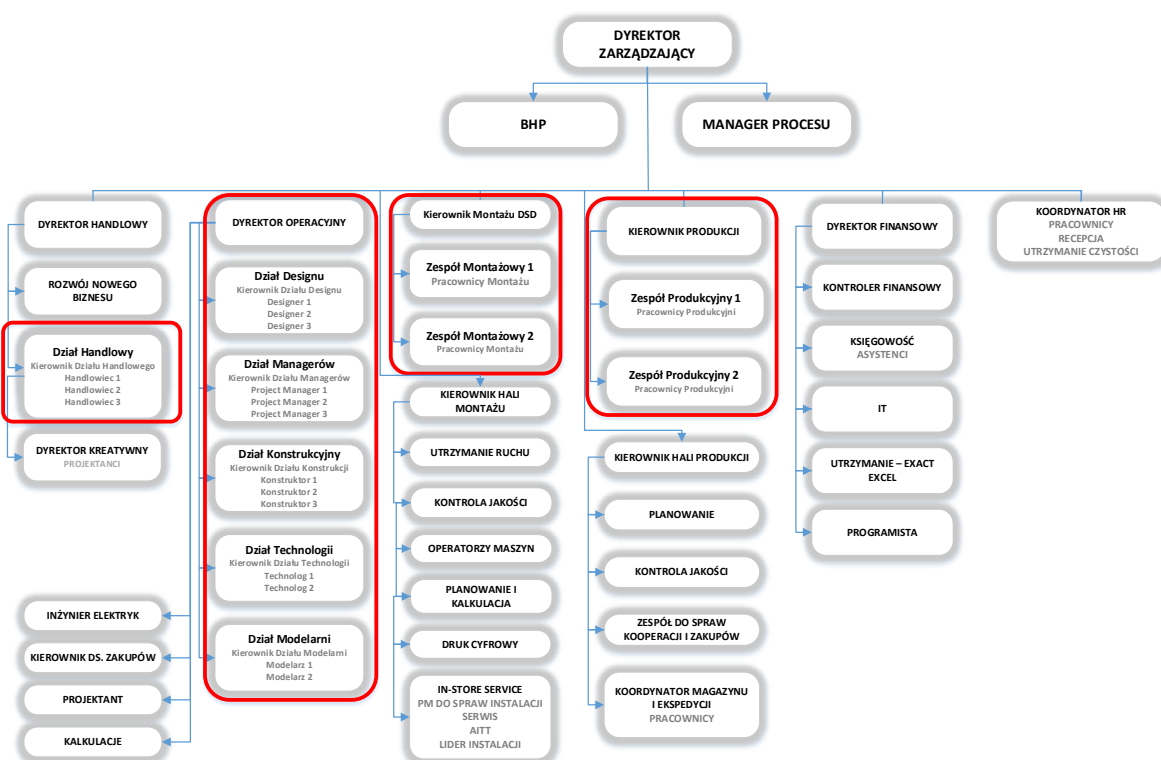 DYREKTOR
ZARZĄDZAJĄCY
BHP
MANAGER PROCESU
DYREKTOR HANDLOWY
ROZWÓJ NOWEGO
BIZNESU
Dział Handlowy
Kierownik Działu Handlowego
Handlowiec 1
Handlowiec 2
Handlowiec 3
DYREKTOR KREATYWNY
PROJEKTANCI
DYREKTOR OPERACYJNY
Dział Designu
Kierownik Działu Designu
Designer 1
Designer 2
Designer 3
Dział Managerów
Kierownik Działu Managerów
Project Manager 1
Project Manager 2
Project Manager 3
Dział Konstrukcyjny
Kierownik Działu Konstrukcji
Konstruktor 1
Konstruktor 2
Konstruktor 3
Dział Technologii
Kierownik Działu Technologii
Technolog 1
Technolog 2
Dział Modelarni
Kierownik Działu Modelarni
Modelarz 1
Modelarz 2
INŻYNIER ELEKTRYK
KIEROWNIK DS. ZAKUPÓW
PROJEKTANT
KALKULACJE
Kierownik Montażu DSD
Zespół Montażowy 1
Pracownicy Montażu
Zespół Montażowy 2
Pracownicy Montażu
KIEROWNIK HALI
MONTAŻU
UTRZYMANIE RUCHU
KONTROLA JAKOŚCI
OPERATORZY MASZYN
PLANOWANIE I
KALKULACJA
DRUK CYFROWY
IN-STORE SERVICE
PM DO SPRAW INSTALACJI
SERWIS
AITT
LIDER INSTALACJI
KIEROWNIK PRODUKCJI
Zespół Produkcyjny 1
Pracownicy Produkcyjni
Zespół Produkcyjny 2
Pracownicy Produkcyjni
KIEROWNIK HALI PRODUKCJI
PLANOWANIE
KONTROLA JAKOŚCI
ZESPÓŁ DO SPRAW
KOOPERACJI I ZAKUPÓW
KOORDYNATOR MAGAZYNU
I EKSPEDYCJI
PRACOWNICY
DYREKTOR FINANSOWY
KONTROLER FINANSOWY
KSIĘGOWOŚĆ
ASYSTENCI
IT
UTRZYMANIE – EXACT
EXCEL
PROGRAMISTA
KOORDYNATOR HR
PRACOWNICY
RECEPCJA
UTRZYMANIE CZYSTOŚCI